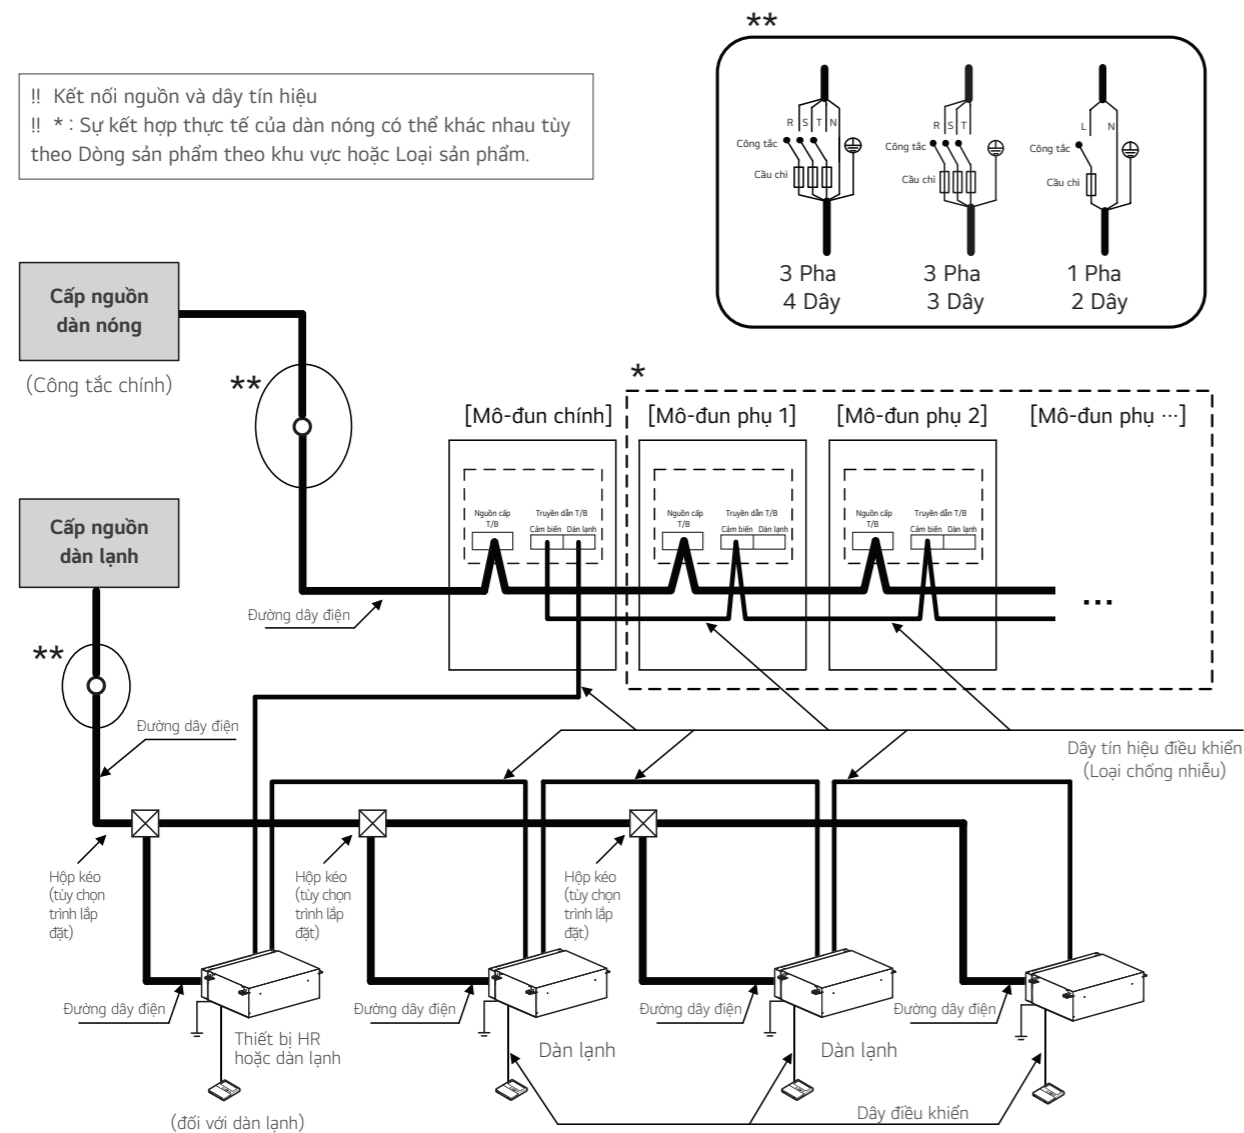 **
!! Kết nối nguồn và dây tín hiệu
!! * : Sự kết hợp thực tế của dàn nóng có thể khác nhau tùy
theo Dòng sản phẩm theo khu vực hoặc Loại sản phẩm.
R S T N
Công tắc
Cầu chì
3 Pha
4 Dây
R S T
Công tắc
Cầu chì
3 Pha
3 Dây
L N
Công tắc
Cầu chì
1 Pha
2 Dây
Cấp nguồn
dàn nóng
(Công tắc chính)
**
*
[Mô-đun chính]
[Mô-đun phụ 1]
[Mô-đun phụ 2]
[Mô-đun phụ ···]
Nguồn cấp
T/B
Truyền dẫn T/B
Cảm biến Dàn lạnh
Nguồn cấp
T/B
Truyền dẫn T/B
Cảm biến Dàn lạnh
Nguồn cấp
T/B
Truyền dẫn T/B
Cảm biến Dàn lạnh
...
Cấp nguồn
dàn lạnh
Đường dây điện
**
Đường dây điện
Dây tín hiệu điều khiển
(Loại chống nhiễu)
Hộp kéo
(tùy chọn
trình lắp
đặt)
Hộp kéo
(tùy chọn
trình lắp
đặt)
Hộp kéo
(tùy chọn
trình lắp
đặt)
Đường dây điện
Đường dây điện
Đường dây điện
Đường dây điện
Thiết bị HR
hoặc dàn lạnh
Dàn lạnh
Dàn lạnh
(đối với dàn lạnh)
Dây điều khiển